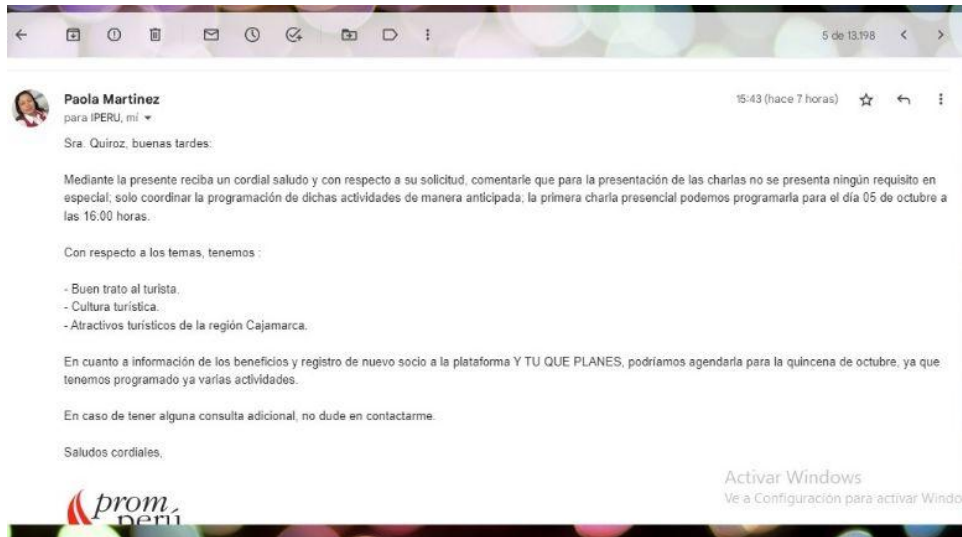 5 de 13,198
Paola Martinez
15:43 (hace 7 horas)
para IPERU, mí
Sra. Quiroz, buenas tardes:
Mediante la presente reciba un cordial saludo y con respecto a su solicitud, comentarle que para la presentación de las charlas no se presenta ningún requisito en
especial; solo coordinar la programación de dichas actividades de manera anticipada; la primera charla presencial podemos programarla para el día 05 de octubre a
las 16:00 horas.
Con respecto a los temas, tenemos :
- Buen trato al turista.
- Cultura turística.
- Atractivos turísticos de la región Cajamarca.
En cuanto a información de los beneficios y registro de nuevo socio a la plataforma Y TU QUE PLANES, podríamos agendarla para la quincena de octubre, ya que
tenemos programado ya varias actividades.
En caso de tener alguna consulta adicional, no dude en contactarme.
Saludos cordiales,
Activar Windows
Ve a Configuración para activar Windo
prom
perú